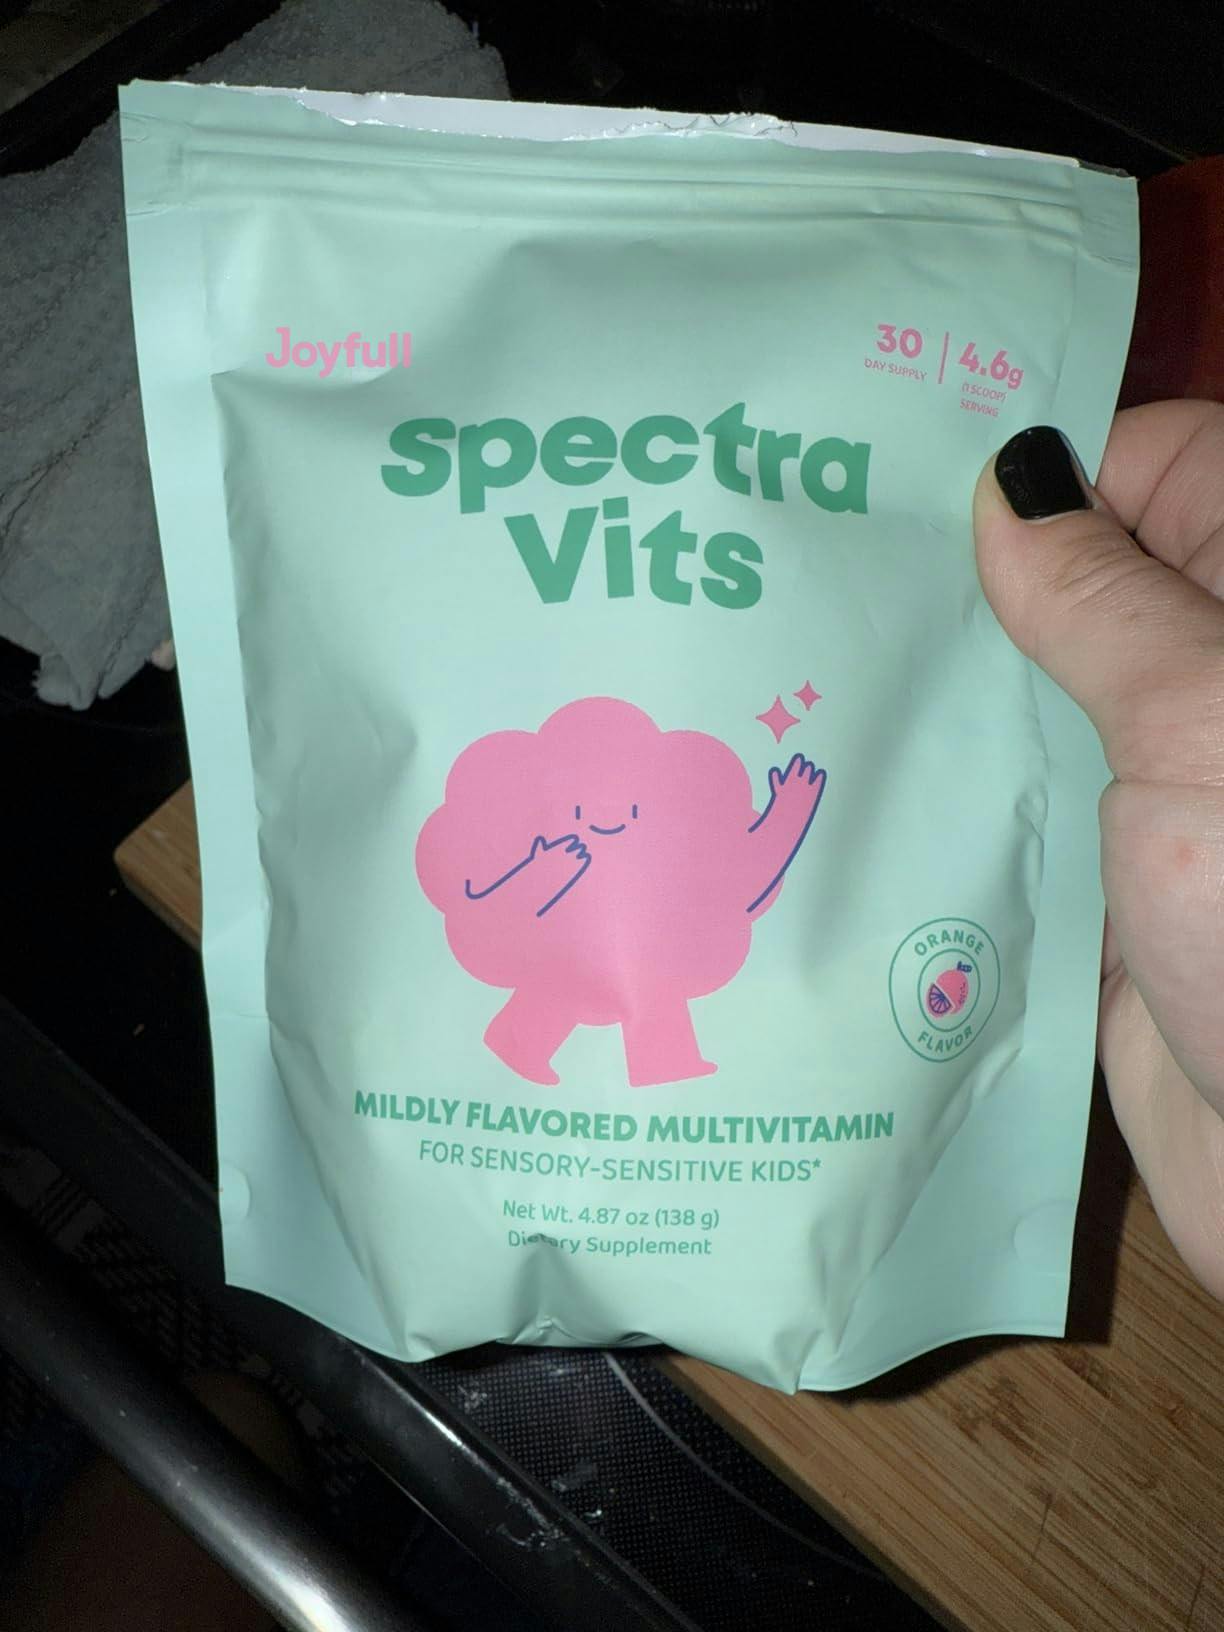 Joyfull
30
DAY SUPPLY
4.6g
(1 SCOOP)
SERVING
spectra
Vits
ORANGE
FLAVOR
MILDLY FLAVORED MULTIVITAMIN
FOR SENSORY-SENSITIVE KIDS*
Net Wt. 4.87 oz (138 g)
Dietary Supplement